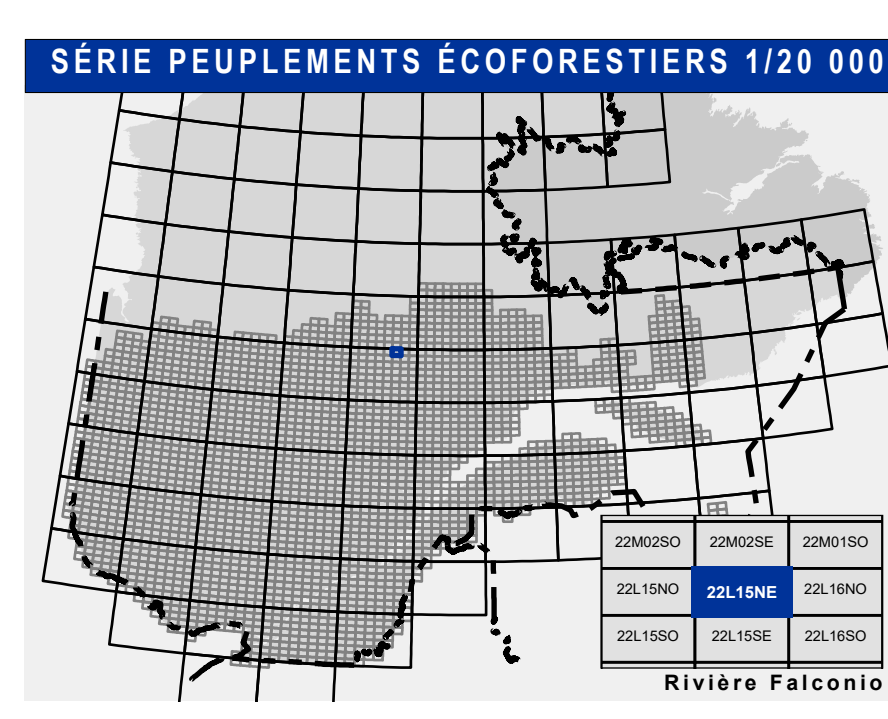 SÉRIE PEUPLEMENTS ÉCOFORESTIERS 1/20 000
22M02SO 22M02SE 22M01SO
22L15NO 22L15NE 22L16NO
22L15SO 22L15SE 22L16SO
Rivière Falconio